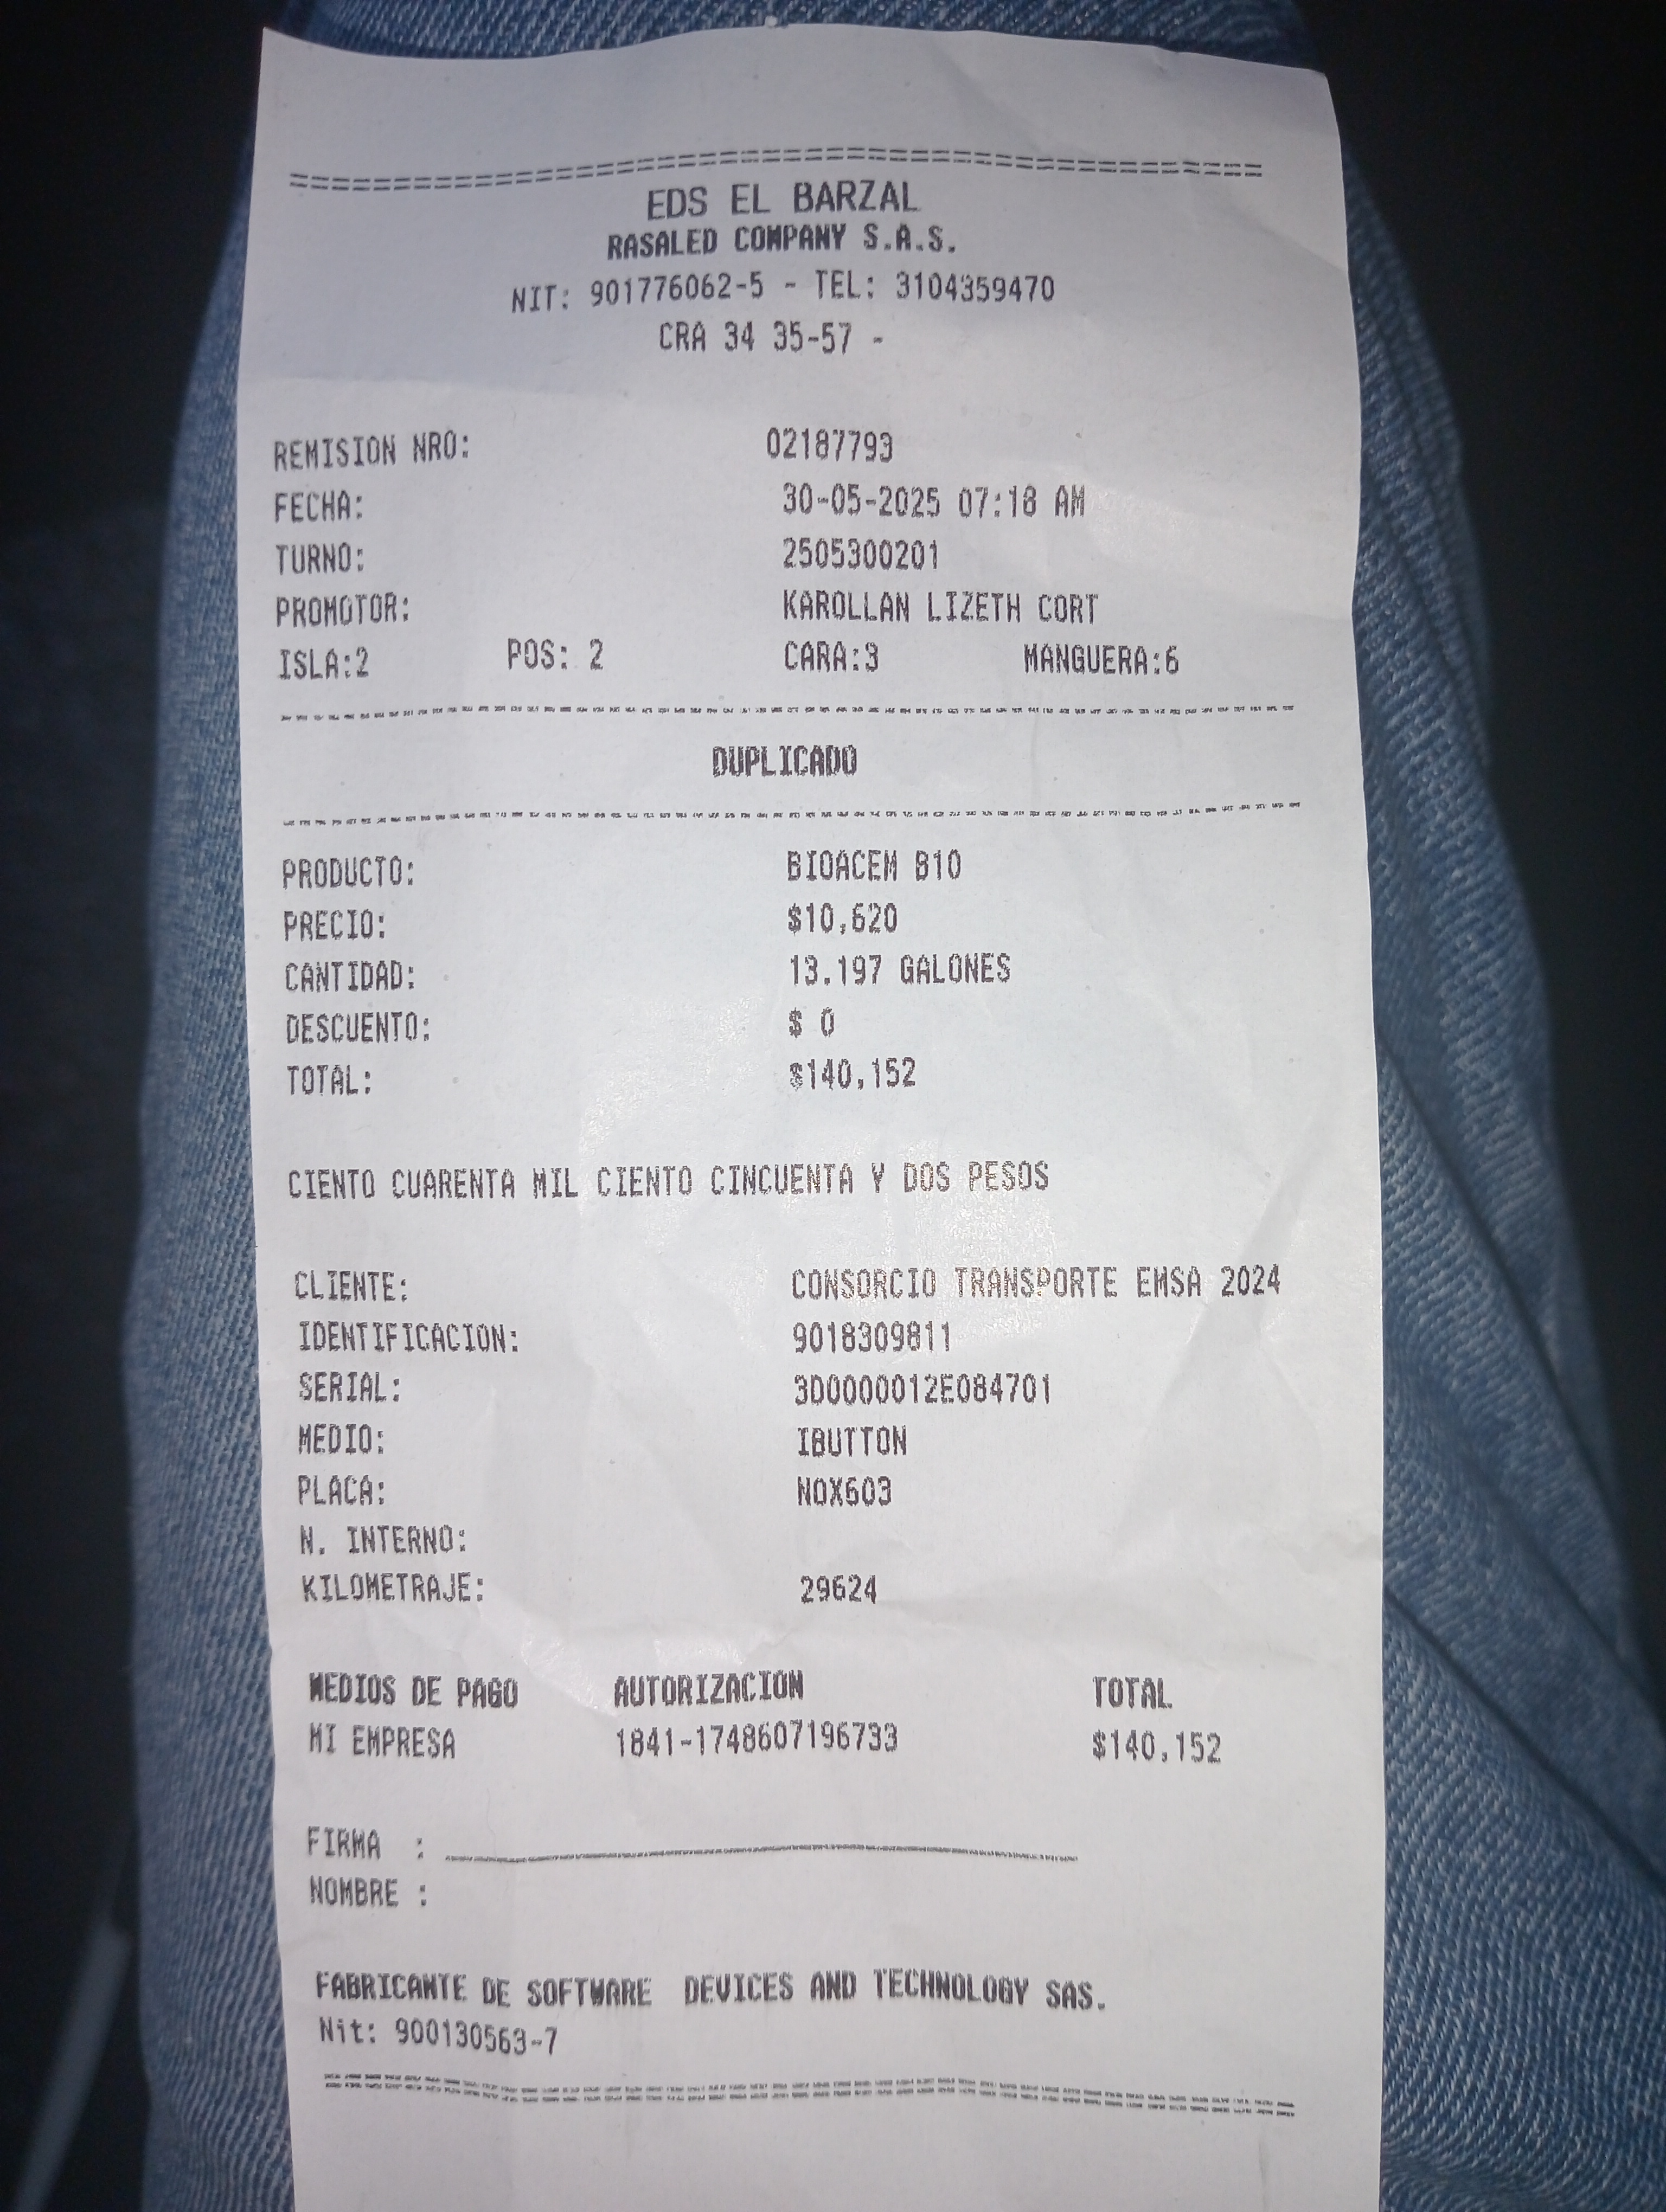 EDS EL BARZAL
RASALED COMPANY S.A.S.
NIT: 901776062-5 - TEL: 3104359470
CRA 34 35-57 -
REMISION NRO: 02187793
FECHA: 30-05-2025 07:18 AM
TURNO: 2505300201
PROMOTOR: KAROLLAN LIZETH CORT
ISLA:2 POS: 2 CARA:3 MANGUERA:6
DUPLICADO
PRODUCTO: BIOACEM B10
PRECIO: $10,620
CANTIDAD: 13.197 GALONES
DESCUENTO: $ 0
TOTAL: $140,152
CIENTO CUARENTA MIL CIENTO CINCUENTA Y DOS PESOS
CLIENTE: CONSORCIO TRANSPORTE EMSA 2024
IDENTIFICACION: 9018309811
SERIAL: 3D0000012E084701
MEDIO: IBUTTON
PLACA: NOX603
N. INTERNO:
KILOMETRAJE: 29624
MEDIOS DE PAGO AUTORIZACION TOTAL
MI EMPRESA 1841-1748607196733 $140,152
FIRMA :
NOMBRE :
FABRICANTE DE SOFTWARE DEVICES AND TECHNOLOGY SAS.
Nit: 900130563-7